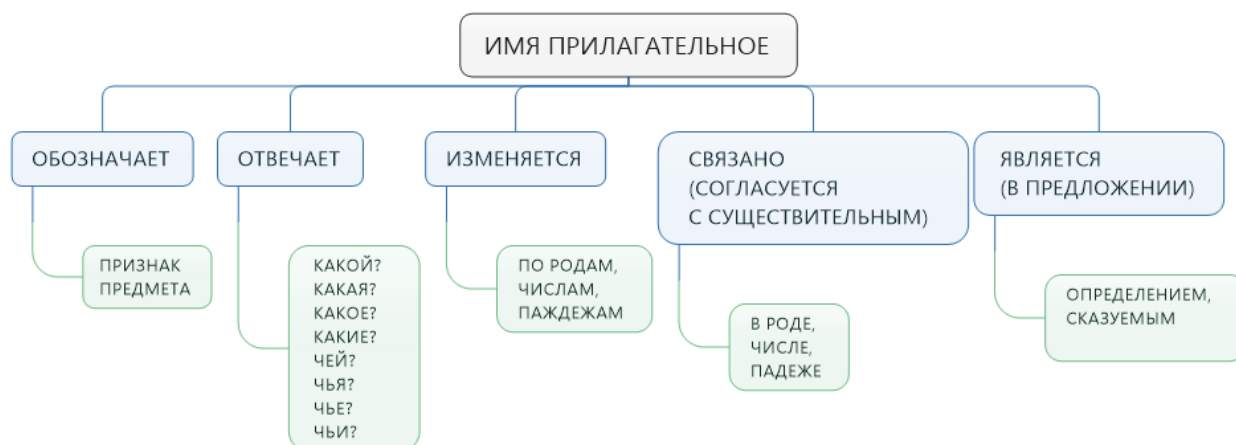 ИМЯ ПРИЛАГАТЕЛЬНОЕ
ОБОЗНАЧАЕТ
ПРИЗНАК
ПРЕДМЕТА
ОТВЕЧАЕТ
КАКОЙ?
КАКАЯ?
КАКОЕ?
КАКИЕ?
ЧЕЙ?
ЧЬЯ?
ЧЬЕ?
ЧЬИ?
ИЗМЕНЯЕТСЯ
ПО РОДАМ,
ЧИСЛАМ,
ПАЖДЕЖАМ
СВЯЗАНО
(СОГЛАСУЕТСЯ
С СУЩЕСТВИТЕЛЬНЫМ)
В РОДЕ,
ЧИСЛЕ,
ПАДЕЖЕ
ЯВЛЯЕТСЯ
(В ПРЕДЛОЖЕНИИ)
ОПРЕДЕЛЕНИЕМ,
СКАЗУЕМЫМ